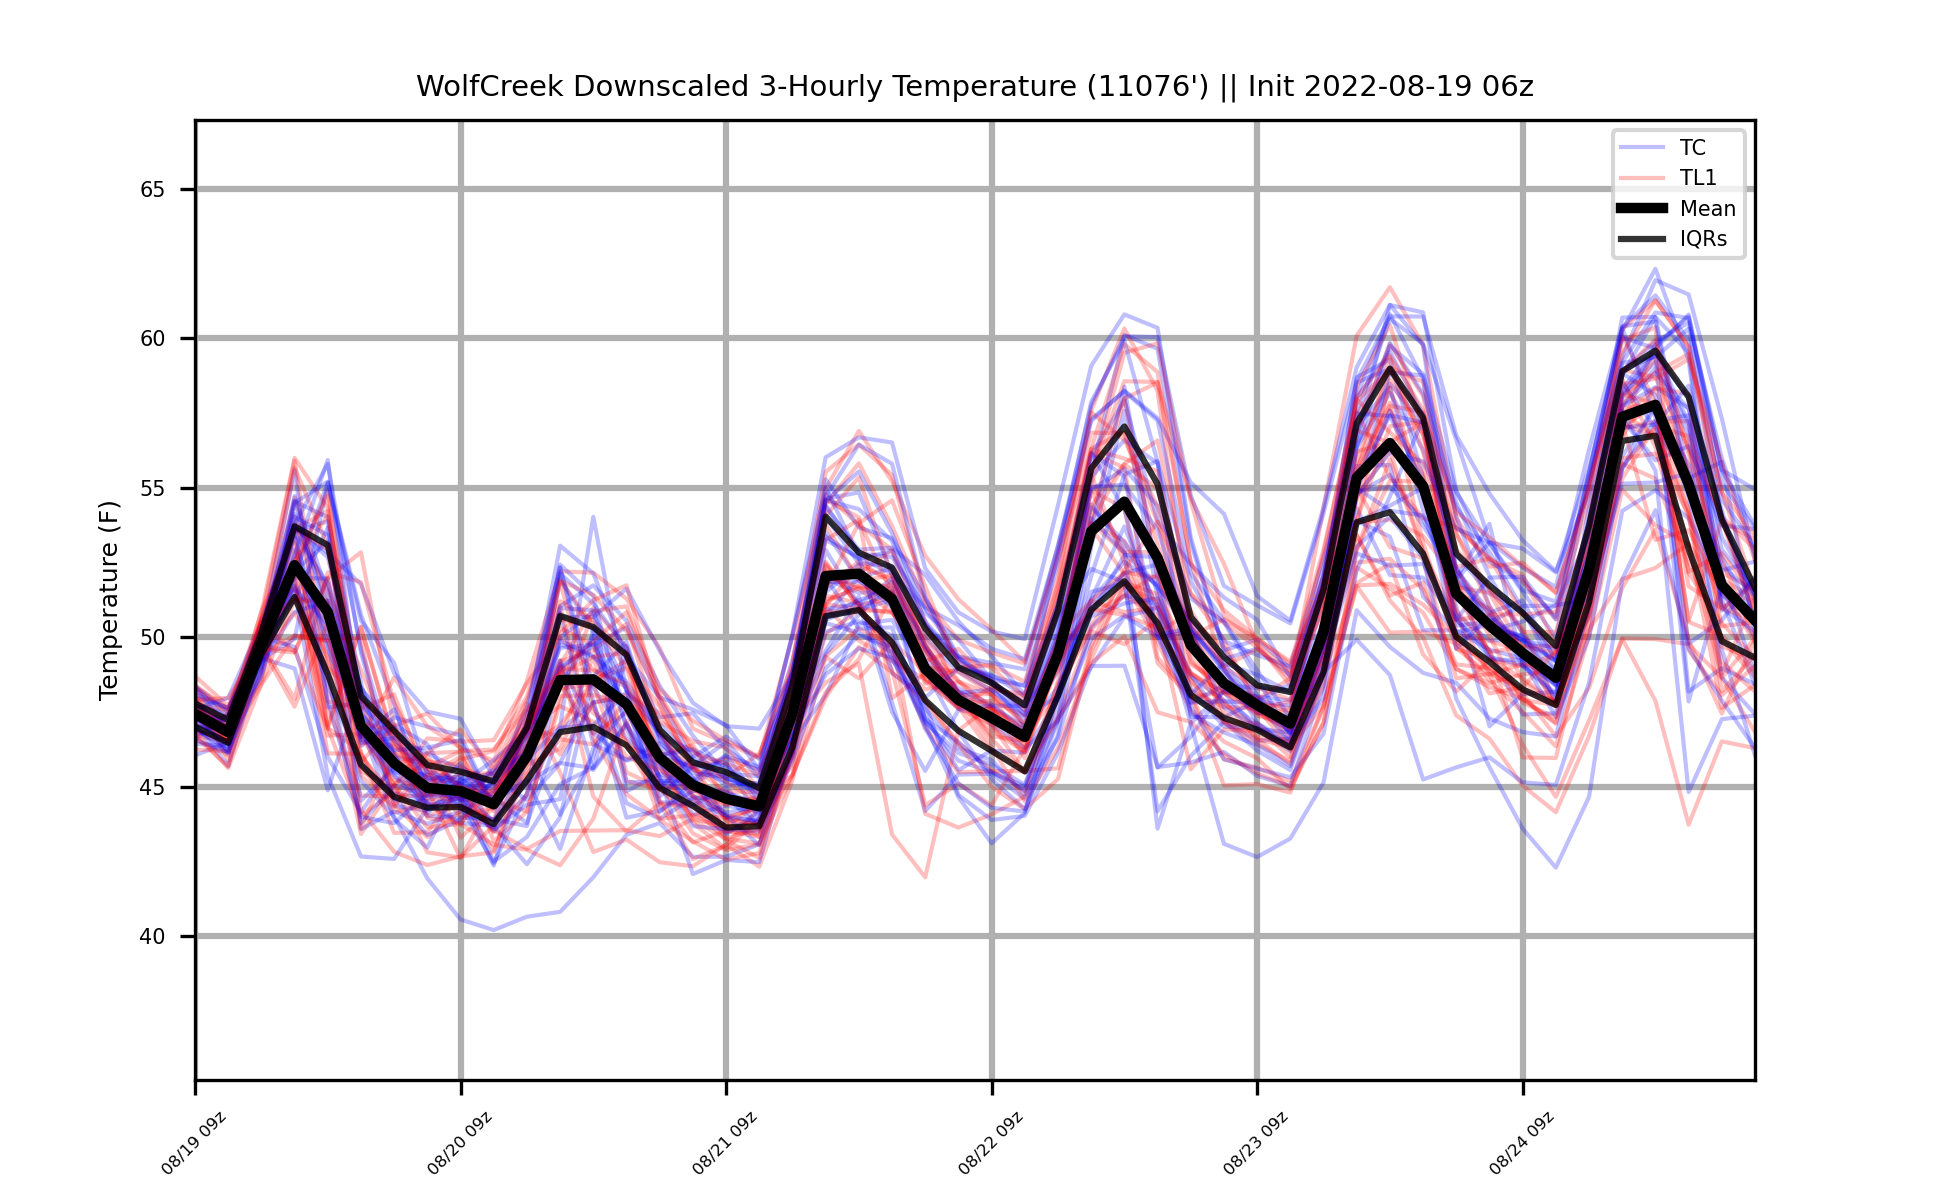 WolfCreek Downscaled 3-Hourly Temperature (11076') || Init 2022-08-19 06z
TC
TL1
Mean
IQRs
Temperature (F)
65
60
55
50
45
40
08/19 09z
08/20 09z
08/21 09z
08/22 09z
08/23 09z
08/24 09z